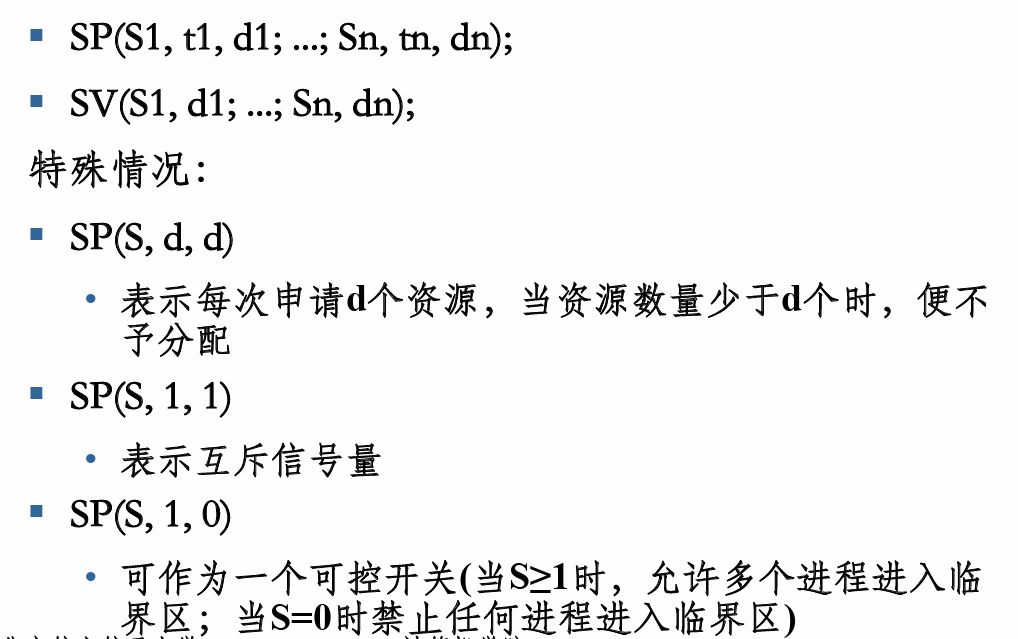 ▪ SP(S1, t1, d1; ...; Sn, tn, dn);
▪ SV(S1, d1; ...; Sn, dn);
特殊情况：
▪ SP(S, d, d)
• 表示每次申请d个资源，当资源数量少于d个时，便不
予分配
▪ SP(S, 1, 1)
• 表示互斥信号量
▪ SP(S, 1, 0)
• 可作为一个可控开关(当S≥1时，允许多个进程进入临
界区；当S=0时禁止任何进程进入临界区)